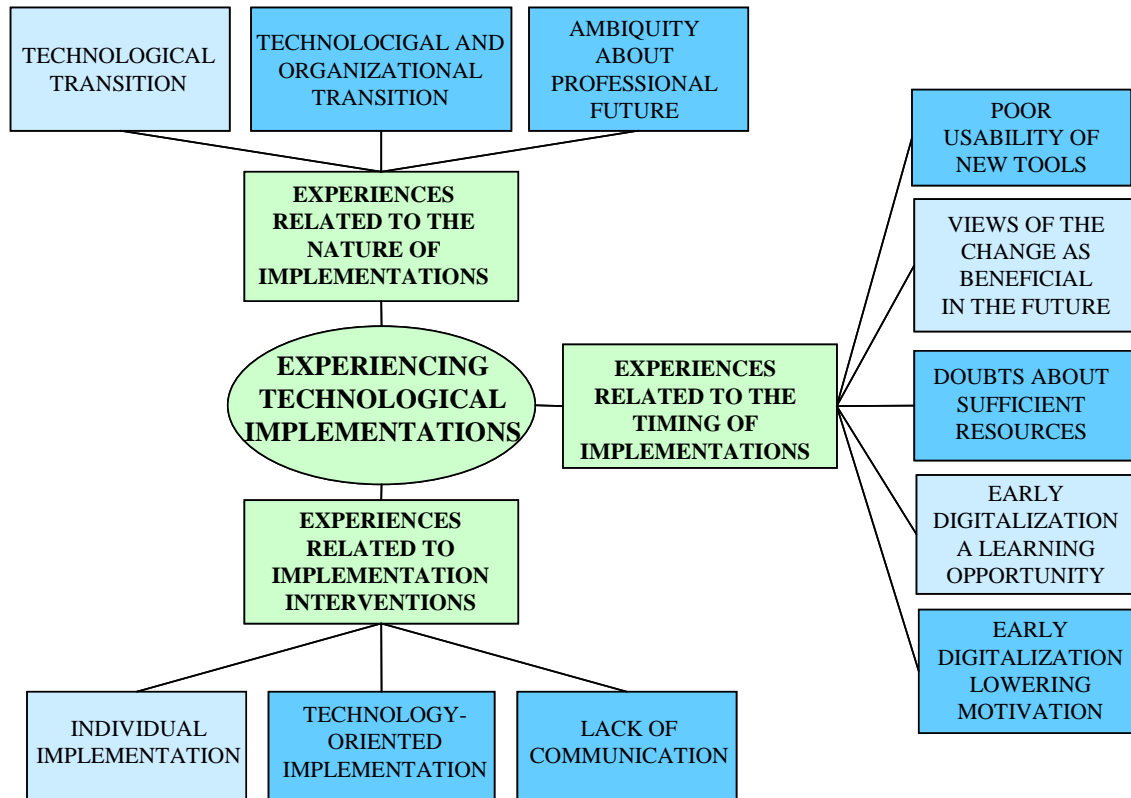 TECHNOLOGICAL
TRANSITION
TECHNOLOCIGAL AND
ORGANIZATIONAL
TRANSITION
AMBIQUITY
ABOUT
PROFESSIONAL
FUTURE
EXPERIENCES
RELATED TO THE
NATURE OF
IMPLEMENTATIONS
EXPERIENCING
TECHNOLOGICAL
IMPLEMENTATIONS
EXPERIENCES
RELATED TO THE
TIMING OF
IMPLEMENTATIONS
POOR
USABILITY OF
NEW TOOLS
VIEWS OF THE
CHANGE AS
BENEFICIAL
IN THE FUTURE
DOUBTS ABOUT
SUFFICIENT
RESOURCES
EARLY
DIGITALIZATION
A LEARNING
OPPORTUNITY
EARLY
DIGITALIZATION
LOWERING
MOTIVATION
EXPERIENCES
RELATED TO
IMPLEMENTATION
INTERVENTIONS
INDIVIDUAL
IMPLEMENTATION
TECHNOLOGY-
ORIENTED
IMPLEMENTATION
LACK OF
COMMUNICATION